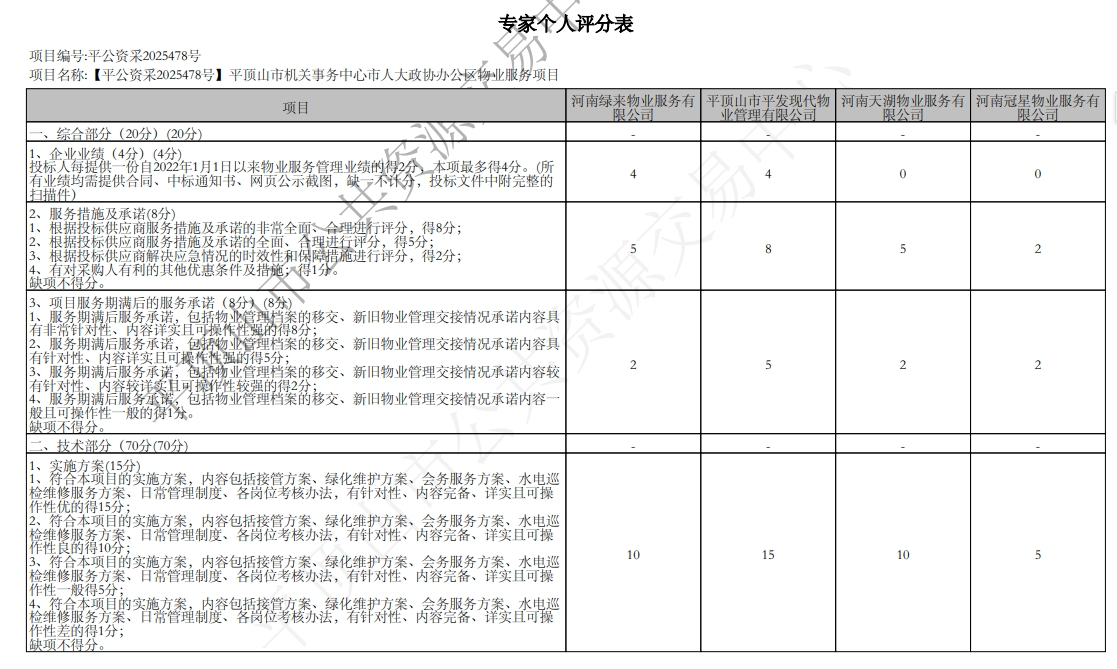 专家个人评分表
项目编号:平公资采2025478号
项目名称:【平公资采2025478号】平顶山市机关事务中心市人大政协办公区物业服务项目
项目
河南绿来物业服务有
限公司
平顶山市平发现代物
业管理有限公司
河南天湖物业服务有
限公司
河南冠星物业服务有
限公司
一、综合部分（20分）(20分)
-
-
-
-
1、企业业绩（4分）(4分)
投标人每提供一份自2022年1月1日以来物业服务管理业绩的得2分，本项最多得4分。(所
有业绩均需提供合同、中标通知书、网页公示截图，缺一不计分，投标文件中附完整的
扫描件)
4
4
0
0
2、服务措施及承诺(8分)
1、根据投标供应商服务措施及承诺的非常全面、合理进行评分，得8分；
2、根据投标供应商服务措施及承诺的全面、合理进行评分，得5分；
3、根据投标供应商解决应急情况的时效性和保障措施进行评分，得2分；
4、有对采购人有利的其他优惠条件及措施；得1分。
缺项不得分。
5
8
5
2
3、项目服务期满后的服务承诺（8分）(8分)
1、服务期满后服务承诺，包括物业管理档案的移交、新旧物业管理交接情况承诺内容具
有非常针对性、内容详实且可操作性强的得8分；
2、服务期满后服务承诺，包括物业管理档案的移交、新旧物业管理交接情况承诺内容具
有针对性、内容详实且可操作性强的得5分；
3、服务期满后服务承诺，包括物业管理档案的移交、新旧物业管理交接情况承诺内容较
有针对性、内容较详实且可操作性较强的得2分；
4、服务期满后服务承诺，包括物业管理档案的移交、新旧物业管理交接情况承诺内容一
般且可操作性一般的得1分。
缺项不得分。
2
5
2
2
二、技术部分（70分(70分)
-
-
-
-
1、实施方案(15分)
1、符合本项目的实施方案，内容包括接管方案、绿化维护方案、会务服务方案、水电巡
检维修服务方案、日常管理制度、各岗位考核办法，有针对性、内容完备、详实且可操
作性优的得15分；
2、符合本项目的实施方案，内容包括接管方案、绿化维护方案、会务服务方案、水电巡
检维修服务方案、日常管理制度、各岗位考核办法，有针对性、内容完备、详实且可操
作性良的得10分；
3、符合本项目的实施方案，内容包括接管方案、绿化维护方案、会务服务方案、水电巡
检维修服务方案、日常管理制度、各岗位考核办法，有针对性、内容完备、详实且可操
作性一般得5分；
4、符合本项目的实施方案，内容包括接管方案、绿化维护方案、会务服务方案、水电巡
检维修服务方案、日常管理制度、各岗位考核办法，有针对性、内容完备、详实且可操
作性差的得1分；
缺项不得分。
10
15
10
5
平顶山市公共资源交易中
平顶山市公共资源交易中心